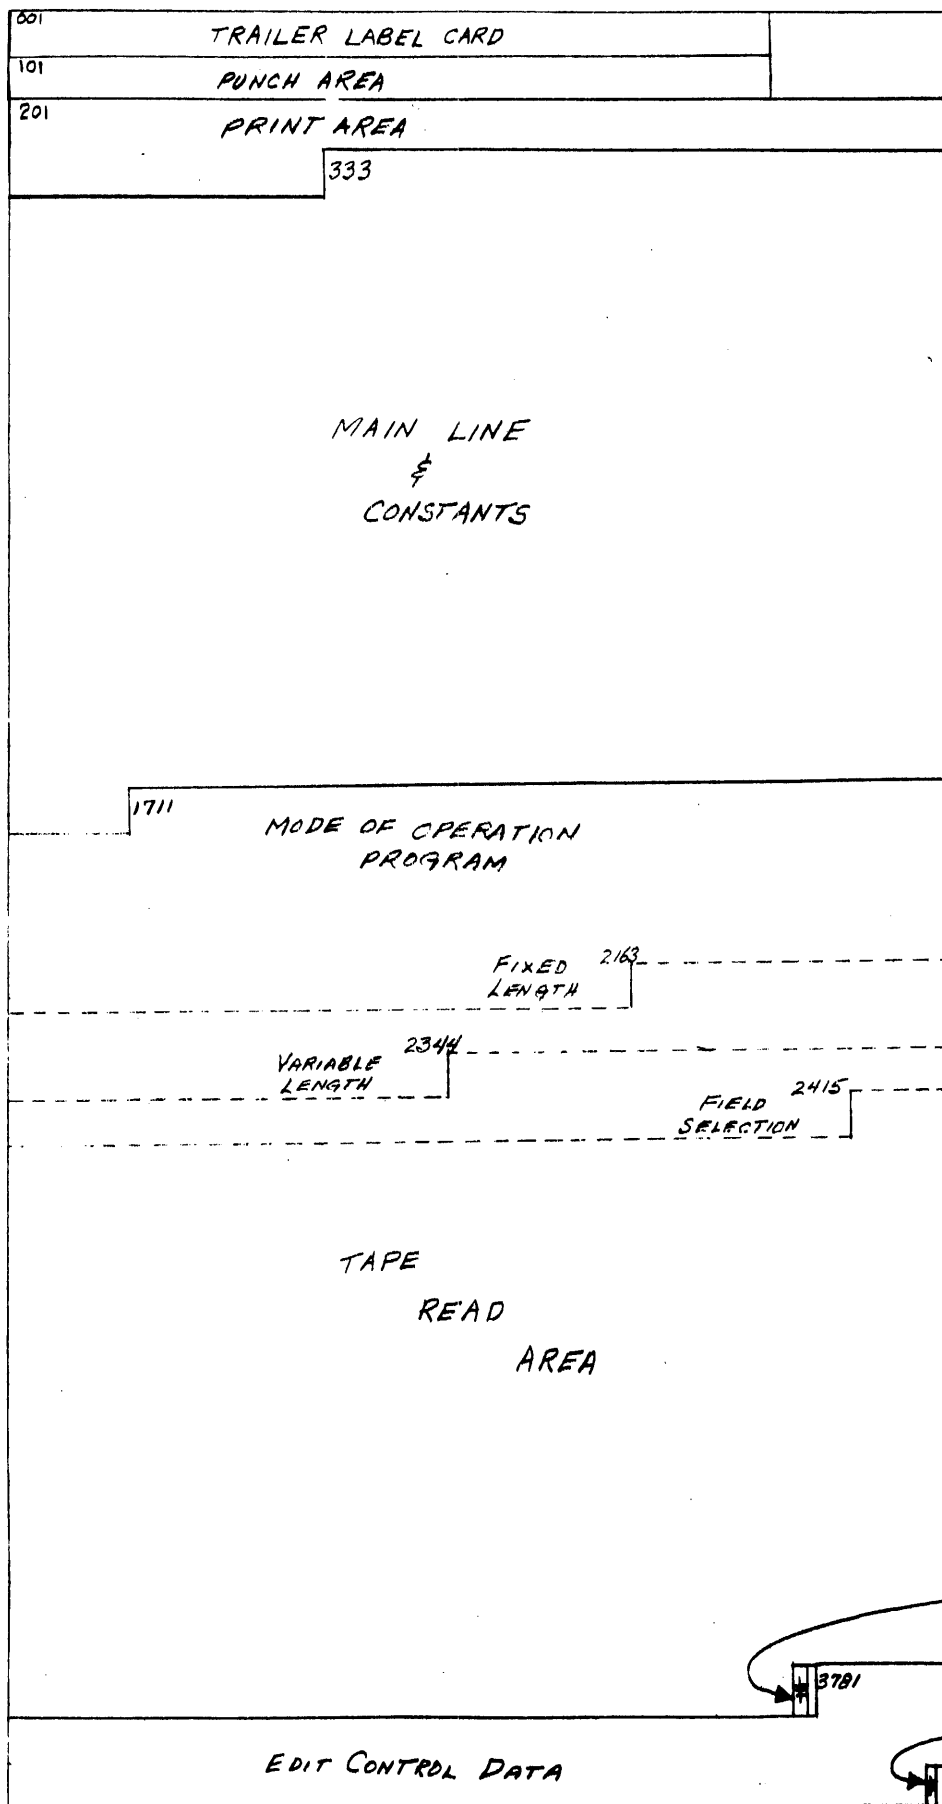 001
TRAILER LABEL CARD
101
PUNCH AREA
201
PRINT AREA
333
MAIN LINE
&
CONSTANTS
1711
MODE OF OPERATION
PROGRAM
FIXED 2163
LENGTH
VARIABLE 2344
LENGTH
FIELD 2415
SELECTION
TAPE
READ
AREA
3781
EDIT CONTROL DATA